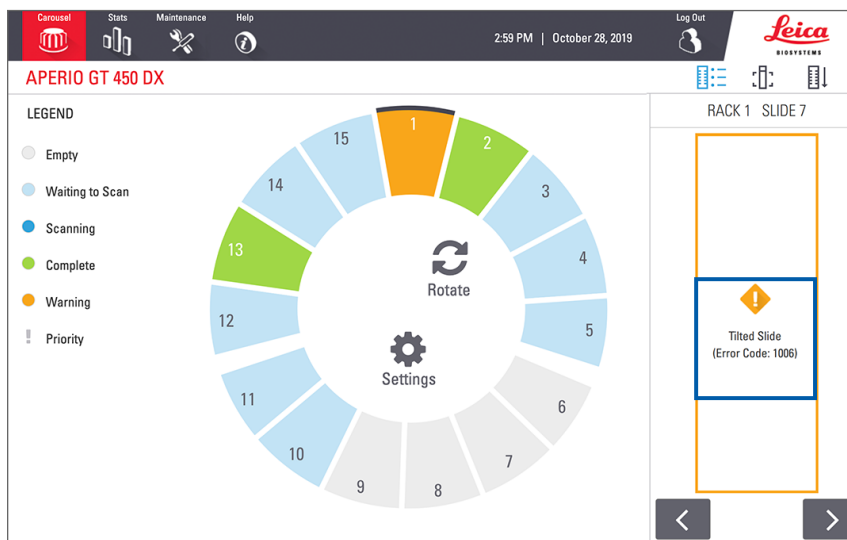 Carousel
Stats
Maintenance
Help
2:59 PM | October 28, 2019
Log Out
Leica
BIOSYSTEMS
APERIO GT 450 DX
LEGEND
Empty
Waiting to Scan
Scanning
Complete
Warning
! Priority
1
2
3
4
5
6
7
8
9
10
11
12
13
14
15
Rotate
Settings
RACK 1 SLIDE 7
!
Tilted Slide
(Error Code: 1006)